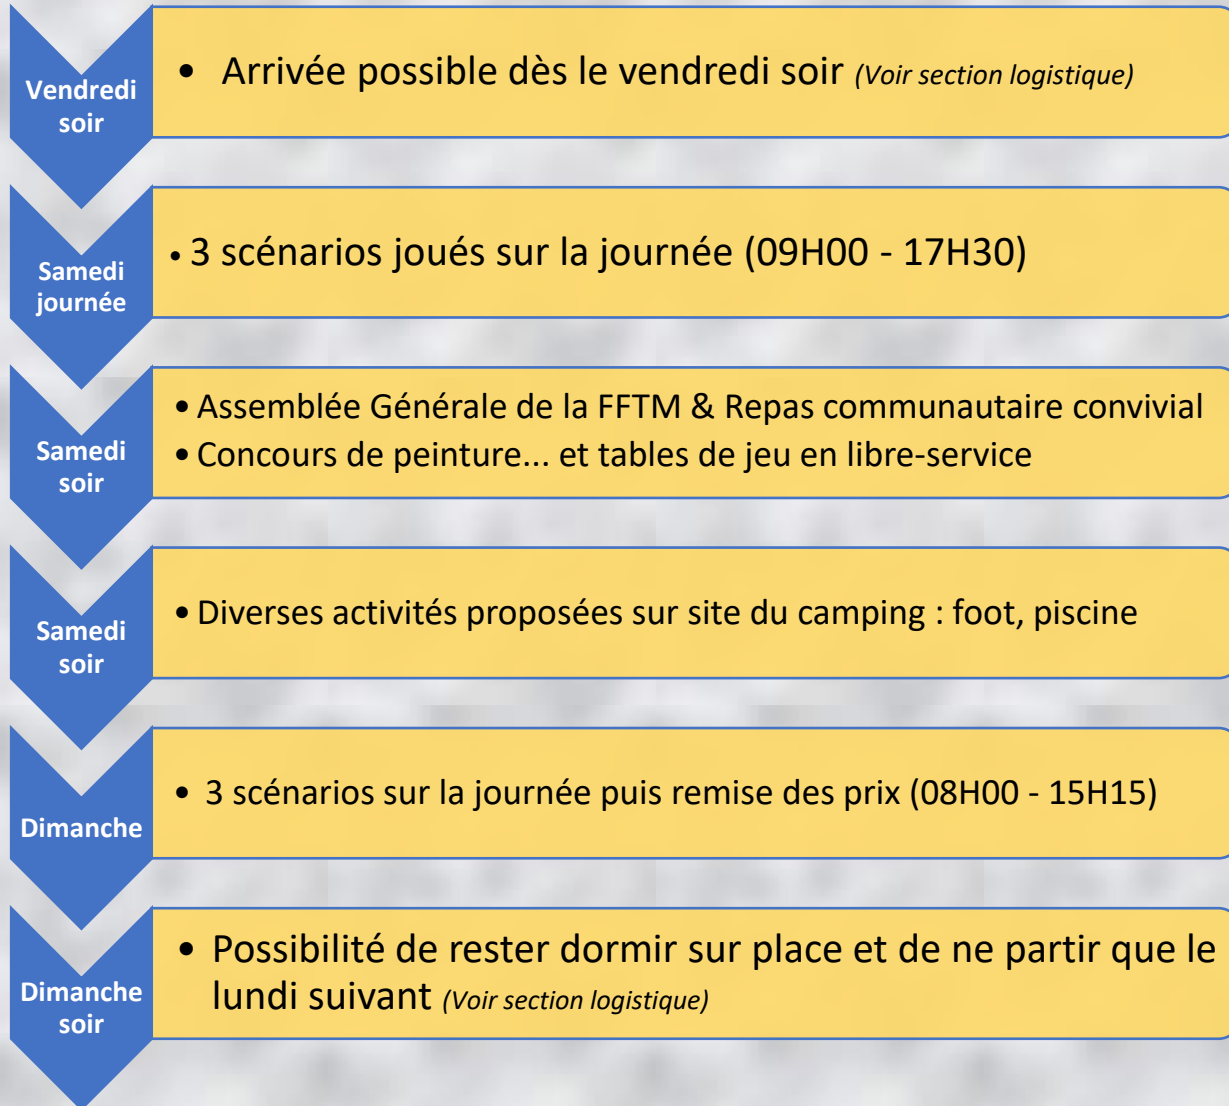 Vendredi
soir
• Arrivée possible dès le vendredi soir (Voir section logistique)
Samedi
journée
• 3 scénarios joués sur la journée (09H00 - 17H30)
Samedi
soir
• Assemblée Générale de la FFTM & Repas communautaire convivial
• Concours de peinture... et tables de jeu en libre-service
Samedi
soir
• Diverses activités proposées sur site du camping : foot, piscine
Dimanche
• 3 scénarios sur la journée puis remise des prix (08H00 - 15H15)
Dimanche
soir
• Possibilité de rester dormir sur place et de ne partir que le
lundi suivant (Voir section logistique)